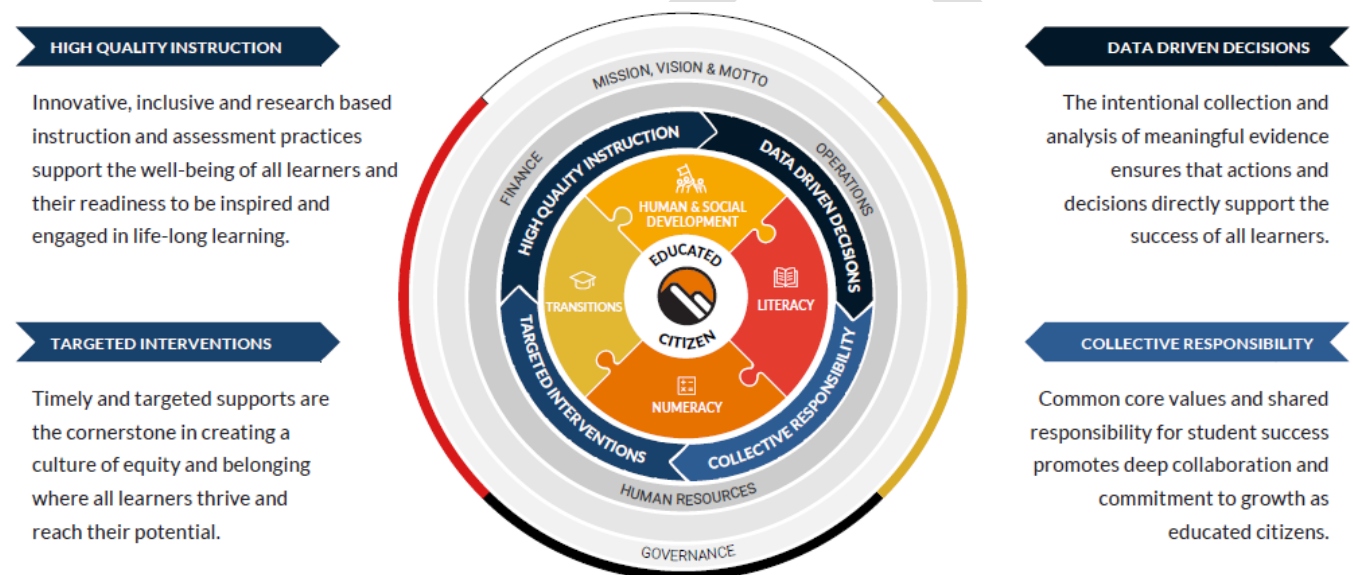 HIGH QUALITY INSTRUCTION
Innovative, inclusive and research based
instruction and assessment practices
support the well-being of all learners and
their readiness to be inspired and
engaged in life-long learning.
TARGETED INTERVENTIONS
Timely and targeted supports are
the cornerstone in creating a
culture of equity and belonging
where all learners thrive and
reach their potential.
MISSION, VISION & MOTTO
FINANCE
OPERATIONS
HIGH QUALITY INSTRUCTION
DATA DRIVEN DECISIONS
HUMAN & SOCIAL
DEVELOPMENT
EDUCATED
TRANSITIONS
LITERACY
CITIZEN
NUMERACY
TARGETED INTERVENTIONS
COLLECTIVE RESPONSIBILITY
HUMAN RESOURCES
GOVERNANCE
DATA DRIVEN DECISIONS
The intentional collection and
analysis of meaningful evidence
ensures that actions and
decisions directly support the
success of all learners.
COLLECTIVE RESPONSIBILITY
Common core values and shared
responsibility for student success
promotes deep collaboration and
commitment to growth as
educated citizens.